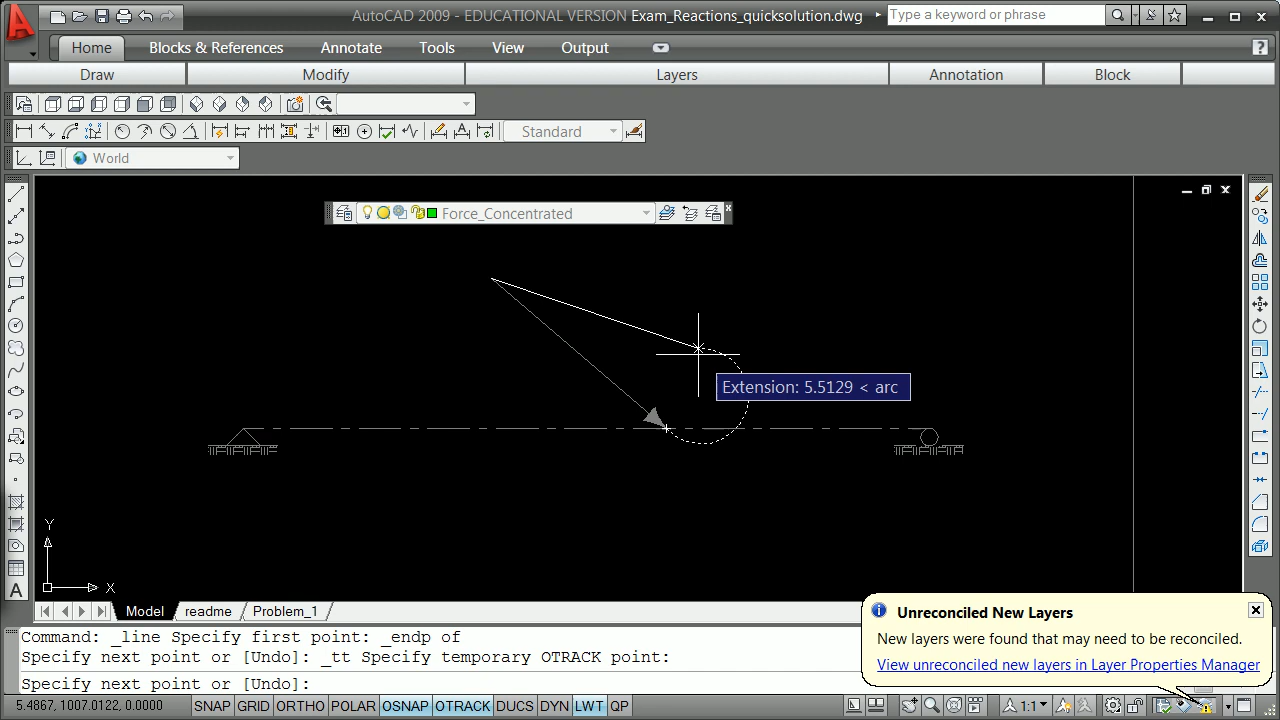 AutoCAD 2009 - EDUCATIONAL VERSION Exam_Reactions_quicksolution.dwg
Type a keyword or phrase
Home Blocks & References Annotate Tools View Output
Draw Modify Layers Annotation Block
Standard
World
Force_Concentrated
Extension: 5.5129 < arc
Y
X
Model readme Problem_1
Command: _line Specify first point: _endp of
Specify next point or [Undo]: _tt Specify temporary OTRACK point:
Specify next point or [Undo]:
Unreconciled New Layers
New layers were found that may need to be reconciled.
View unreconciled new layers in Layer Properties Manager
5.4867, 1007.0122, 0.0000 SNAP GRID ORTHO POLAR OSNAP OTRACK DUCS DYN LWT QP 1:1